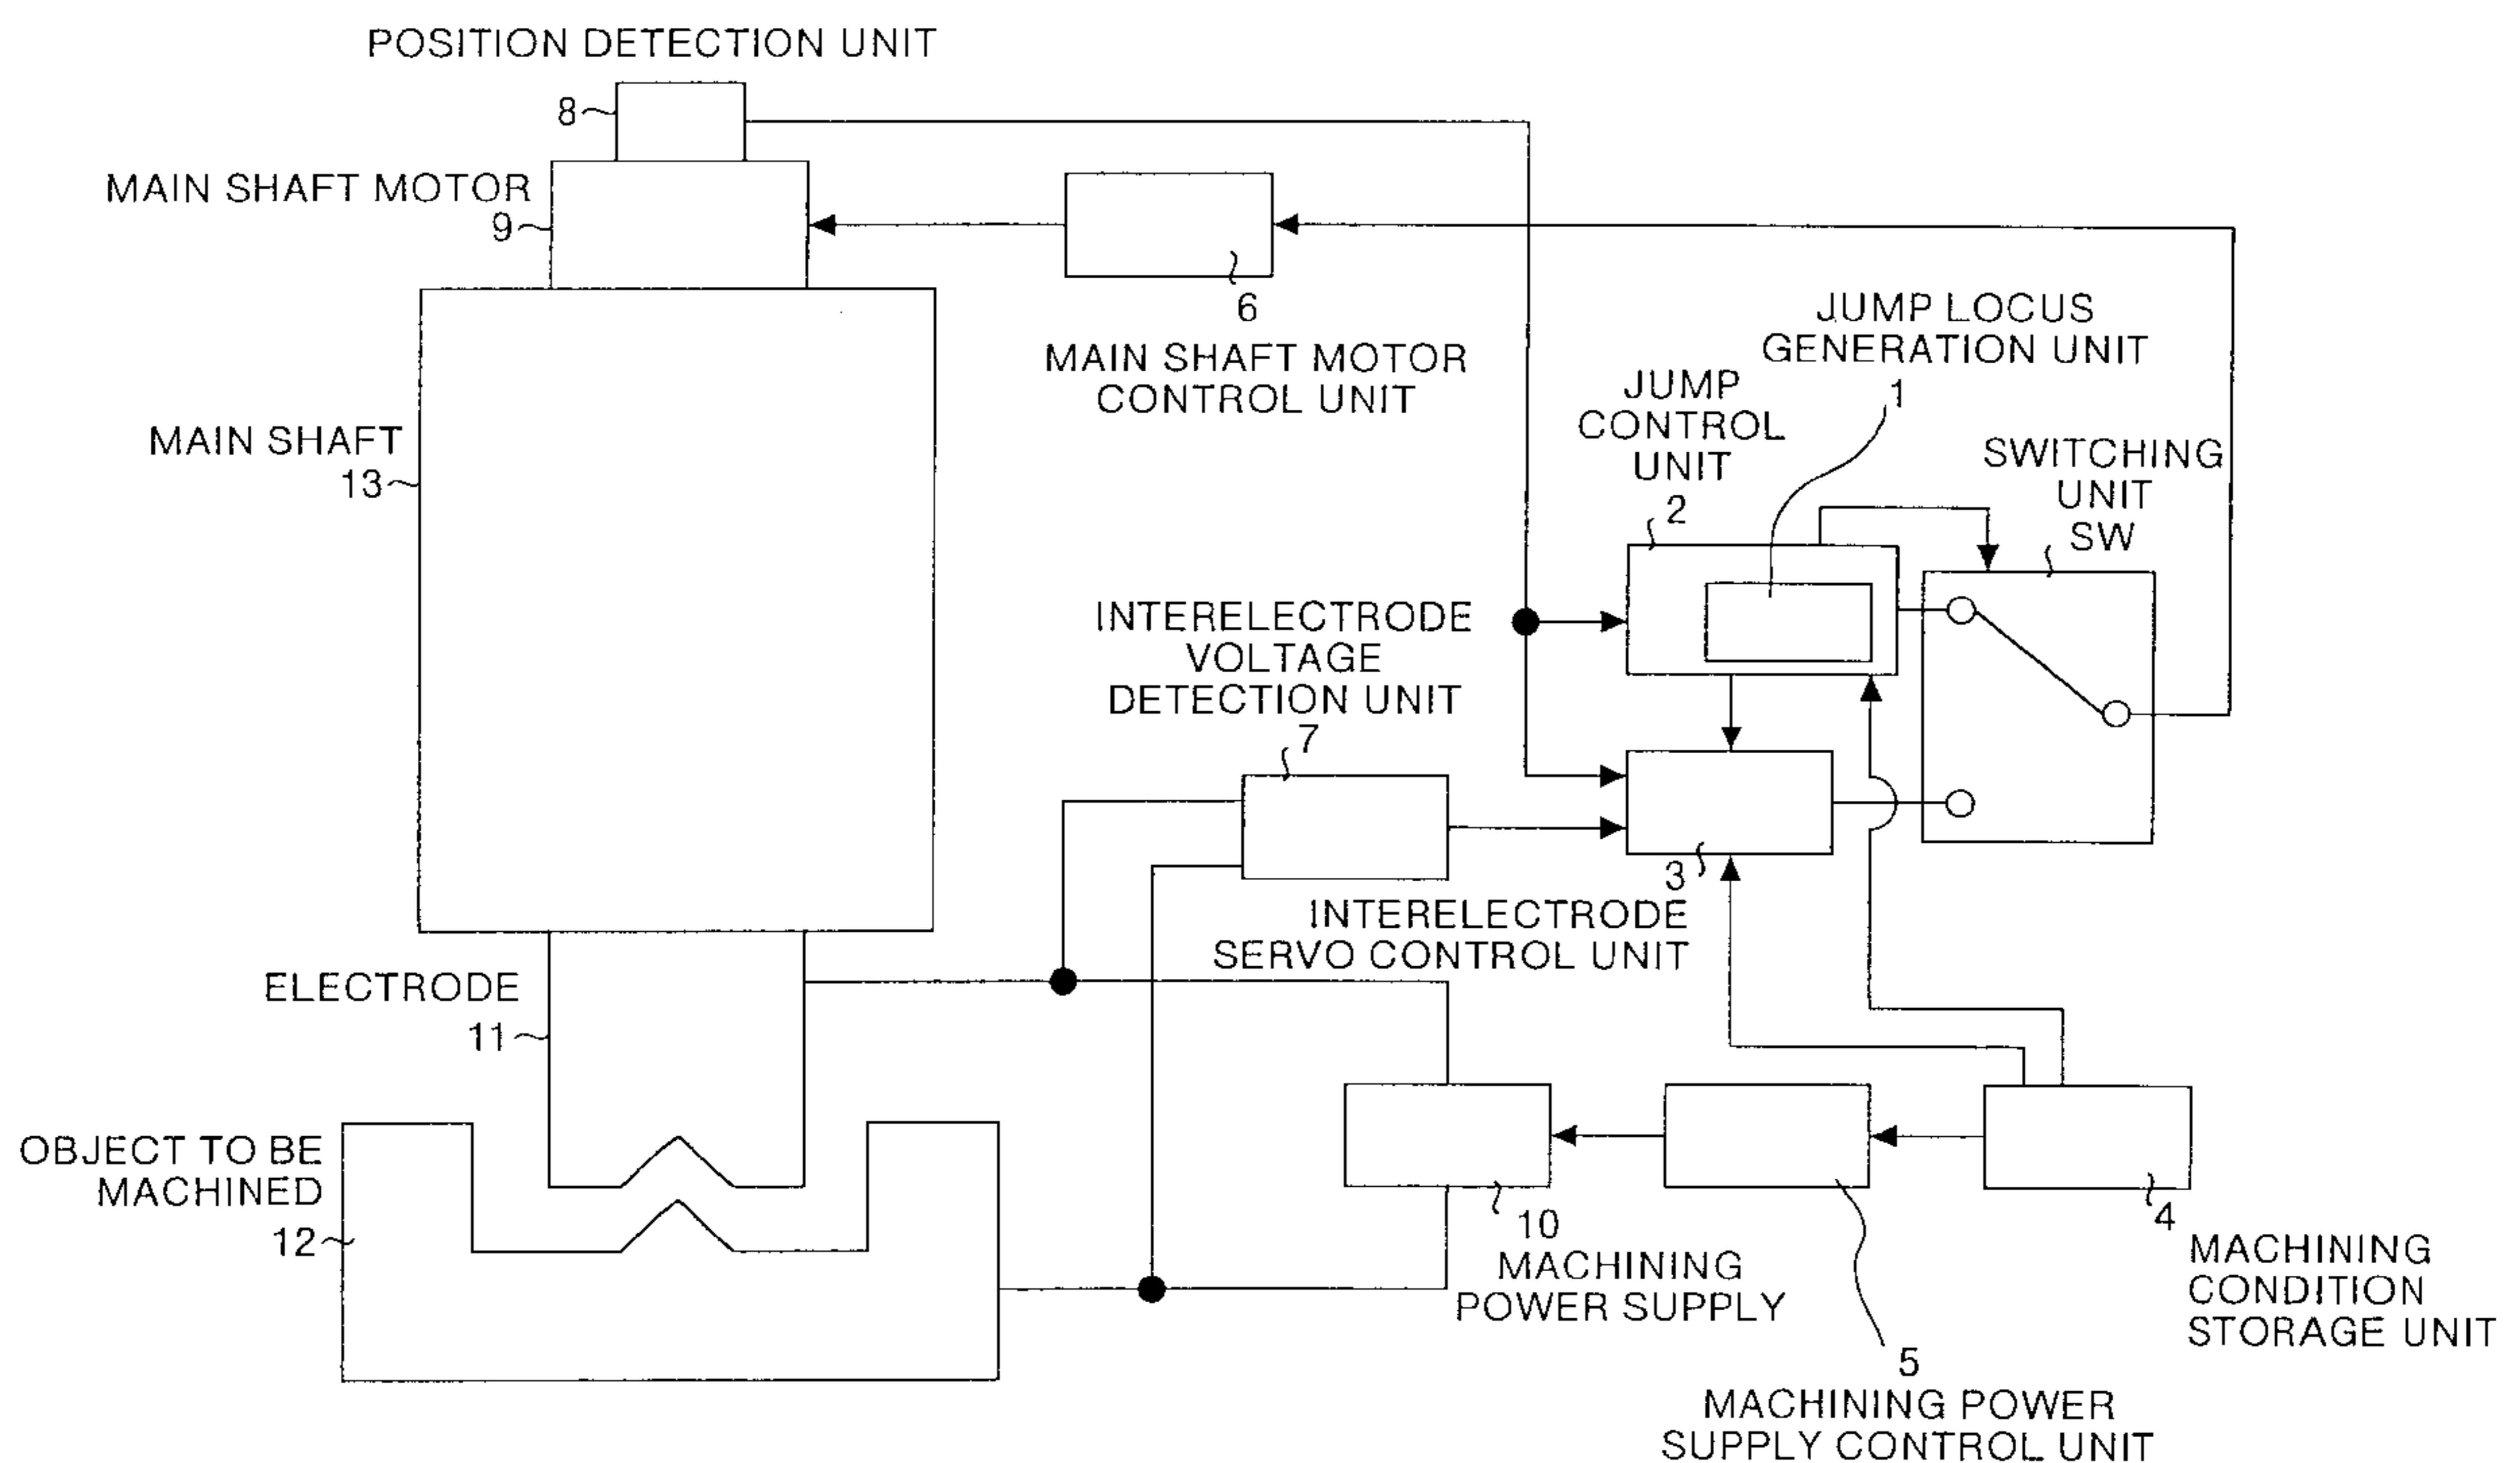 POSITION DETECTION UNIT
8
MAIN SHAFT MOTOR
9
6
MAIN SHAFT MOTOR
CONTROL UNIT
JUMP LOCUS
GENERATION UNIT
1
JUMP
CONTROL
UNIT
2
SWITCHING
UNIT
SW
MAIN SHAFT
13
INTERELECTRODE
VOLTAGE
DETECTION UNIT
7
3
INTERELECTRODE
SERVO CONTROL UNIT
ELECTRODE
11
OBJECT TO BE
MACHINED
12
10
MACHINING
POWER SUPPLY
4
MACHINING
CONDITION
STORAGE UNIT
5
MACHINING POWER
SUPPLY CONTROL UNIT